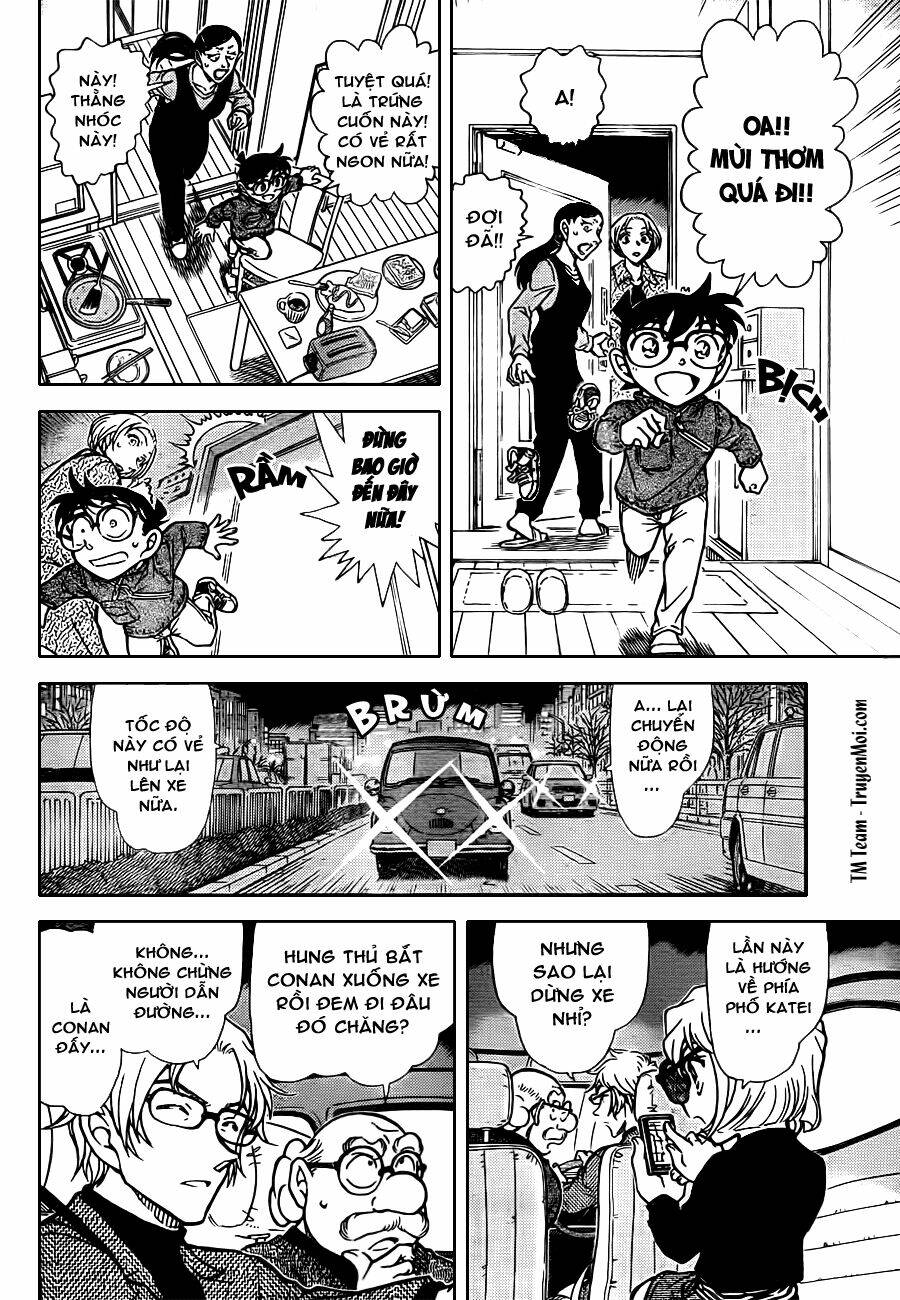 OA!!
MÙI THƠM
QUÁ ĐI!!
A!
ĐỢI
ĐÃ!!
BỊCH
TUYỆT QUÁ!
LÀ TRỨNG
CUỐN NÀY!
CÓ VẺ RẤT
NGON NỮA!
NÀY!
THẰNG
NHÓC
NÀY!
ĐỪNG
BAO GIỜ
ĐẾN ĐÂY
NỮA!
RẦM
A... LẠI
CHUYỂN
ĐỘNG
NỮA RỒI
...
BRỪM
TỐC ĐỘ
NÀY CÓ VẺ
NHƯ LẠI
LÊN XE
NỮA.
TM Team - TruyenMoi.com
LẦN NÀY
LÀ HƯỚNG
VỀ PHÍA
PHỐ KATEI
...
NHƯNG
SAO LẠI
DỪNG XE
NHỈ?
HUNG THỦ BẮT
CONAN XUỐNG XE
RỒI ĐEM ĐI ĐÂU
ĐÓ CHĂNG?
KHÔNG...
KHÔNG CHỪNG
NGƯỜI DẪN
ĐƯỜNG...
LÀ
CONAN
ĐẤY...